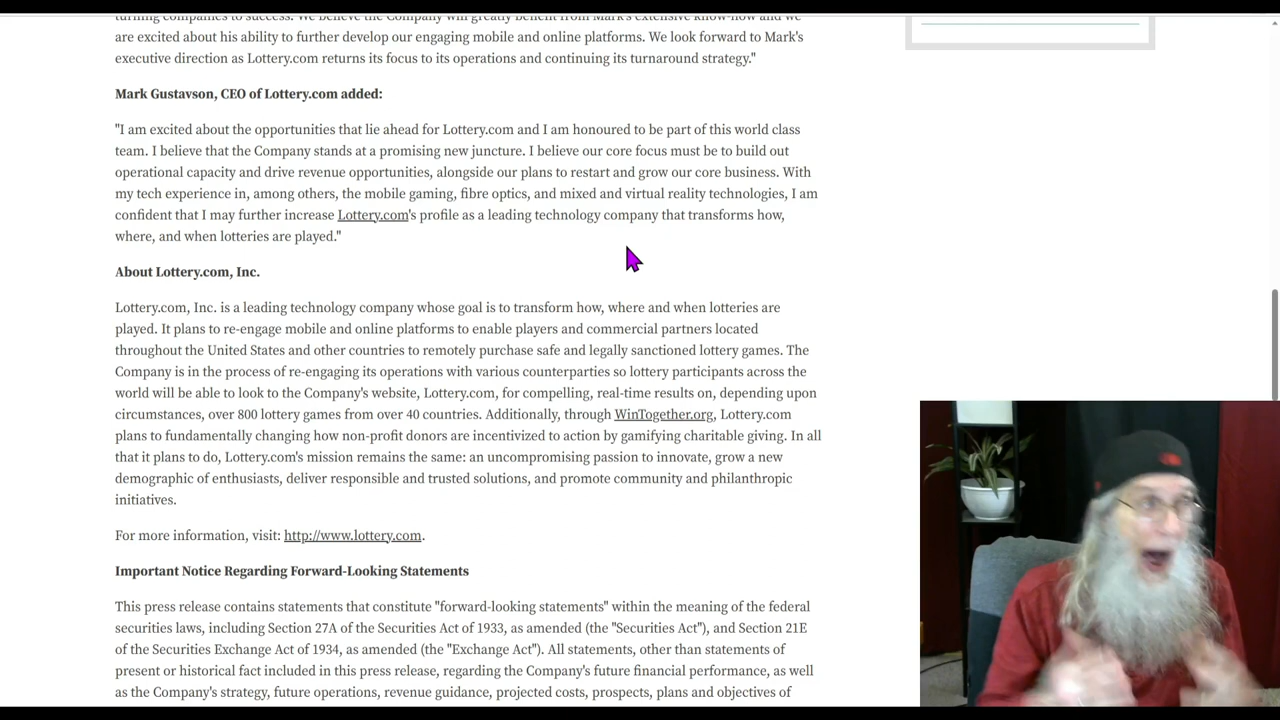 turning companies to success. We believe the Company will greatly benefit from Mark's extensive know-how and we
are excited about his ability to further develop our engaging mobile and online platforms. We look forward to Mark's
executive direction as Lottery.com returns its focus to its operations and continuing its turnaround strategy."
Mark Gustavson, CEO of Lottery.com added:
"I am excited about the opportunities that lie ahead for Lottery.com and I am honoured to be part of this world class
team. I believe that the Company stands at a promising new juncture. I believe our core focus must be to build out
operational capacity and drive revenue opportunities, alongside our plans to restart and grow our core business. With
my tech experience in, among others, the mobile gaming, fibre optics, and mixed and virtual reality technologies, I am
confident that I may further increase Lottery.com's profile as a leading technology company that transforms how,
where, and when lotteries are played."
About Lottery.com, Inc.
Lottery.com, Inc. is a leading technology company whose goal is to transform how, where and when lotteries are
played. It plans to re-engage mobile and online platforms to enable players and commercial partners located
throughout the United States and other countries to remotely purchase safe and legally sanctioned lottery games. The
Company is in the process of re-engaging its operations with various counterparties so lottery participants across the
world will be able to look to the Company's website, Lottery.com, for compelling, real-time results on, depending upon
circumstances, over 800 lottery games from over 40 countries. Additionally, through WinTogether.org, Lottery.com
plans to fundamentally changing how non-profit donors are incentivized to action by gamifying charitable giving. In all
that it plans to do, Lottery.com's mission remains the same: an uncompromising passion to innovate, grow a new
demographic of enthusiasts, deliver responsible and trusted solutions, and promote community and philanthropic
initiatives.
For more information, visit: http://www.lottery.com.
Important Notice Regarding Forward-Looking Statements
This press release contains statements that constitute "forward-looking statements" within the meaning of the federal
securities laws, including Section 27A of the Securities Act of 1933, as amended (the "Securities Act"), and Section 21E
of the Securities Exchange Act of 1934, as amended (the "Exchange Act"). All statements, other than statements of
present or historical fact included in this press release, regarding the Company's future financial performance, as well
as the Company's strategy, future operations, revenue guidance, projected costs, prospects, plans and objectives of